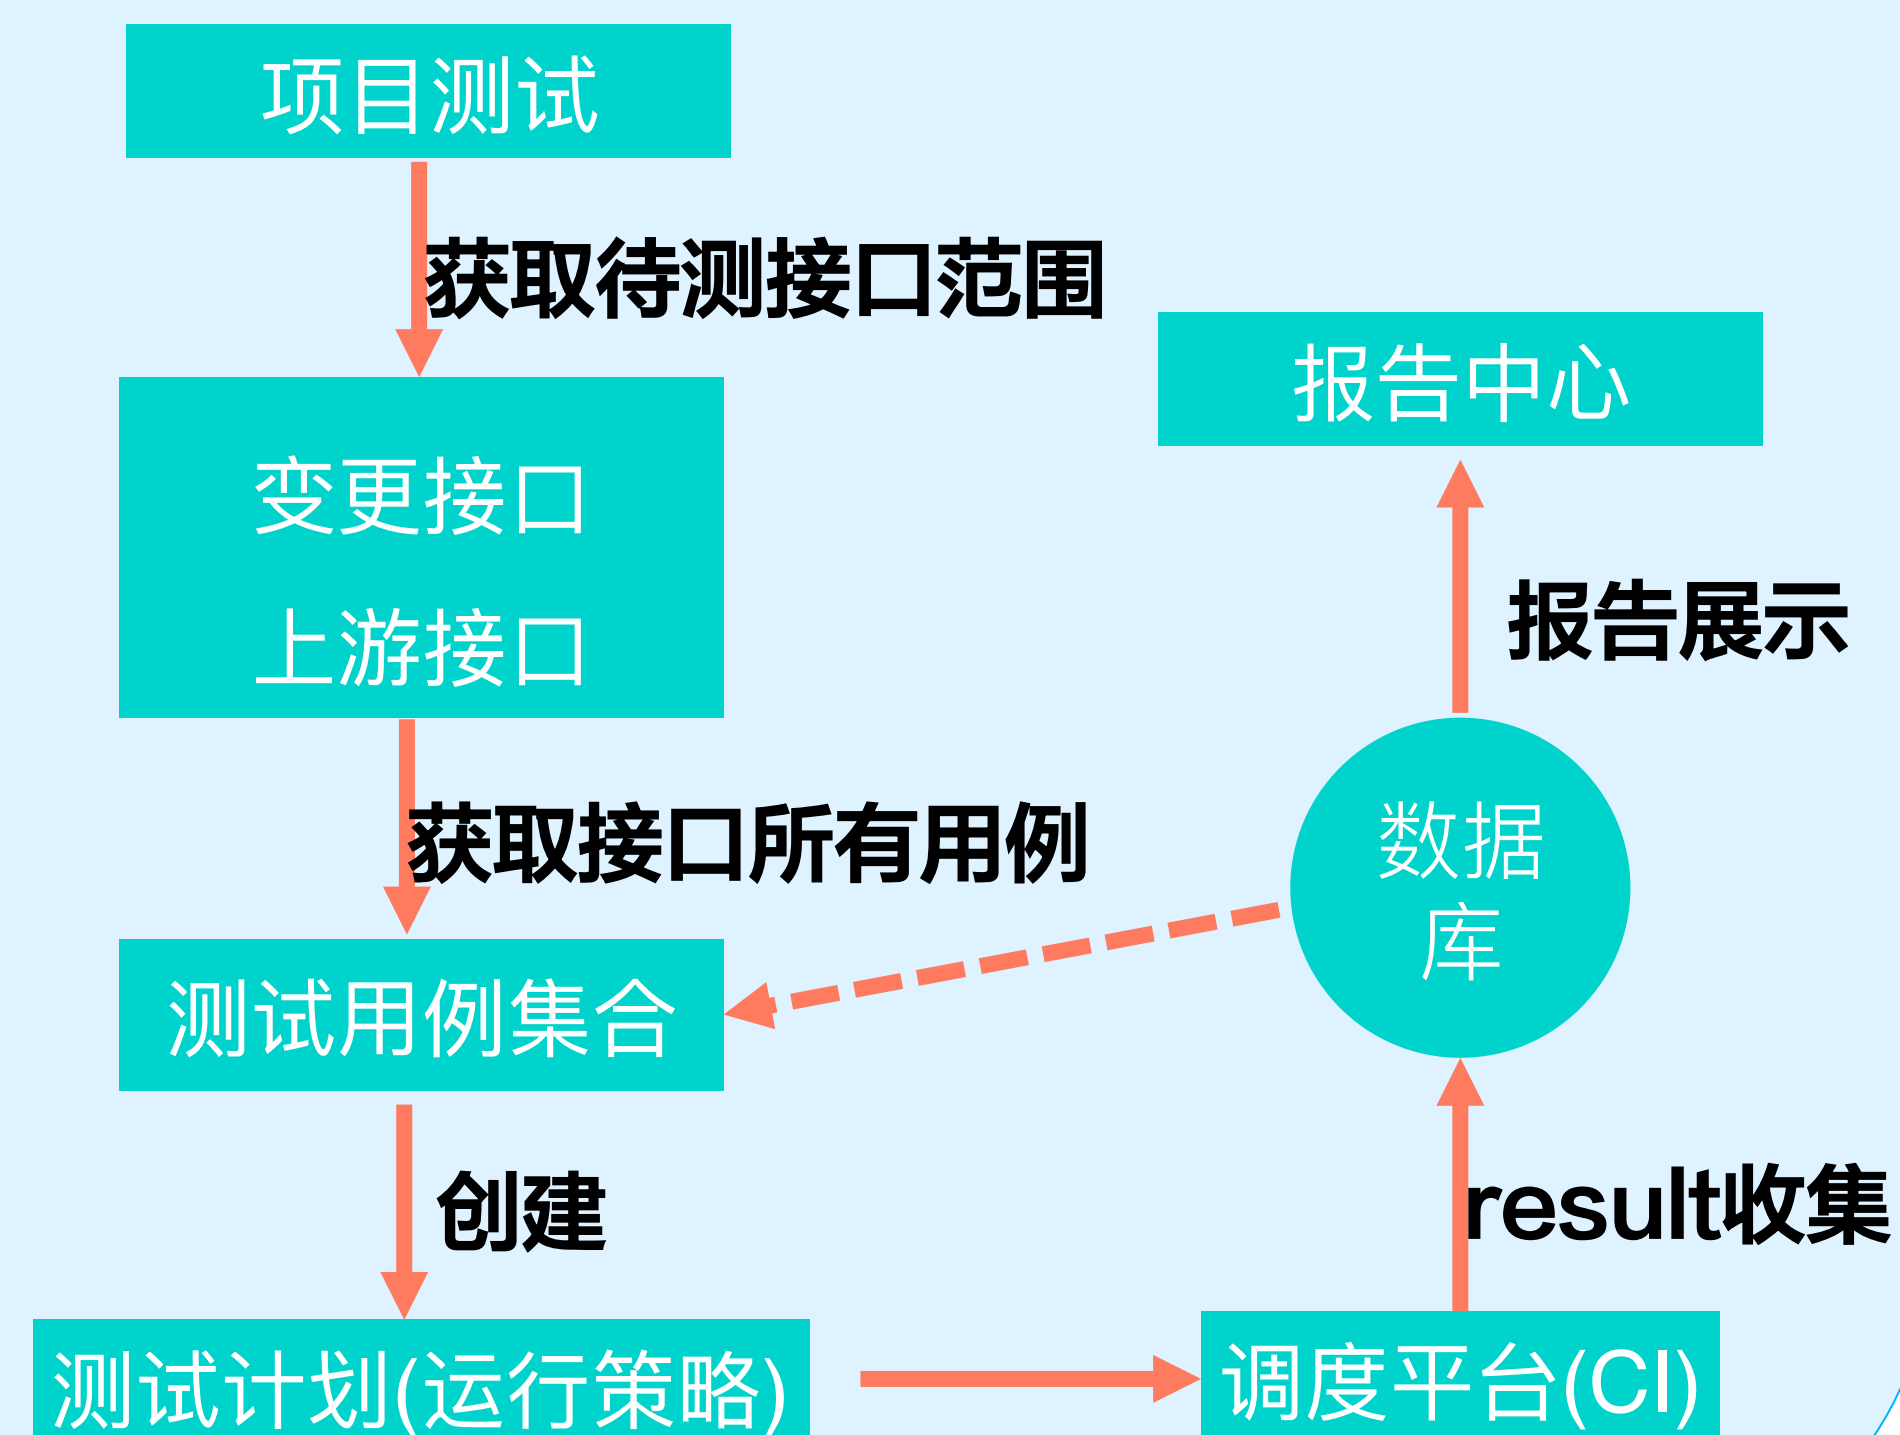 项目测试
获取待测接口范围
变更接口
上游接口
获取接口所有用例
测试用例集合
创建
测试计划(运行策略)
调度平台(CI)
result收集
数据
库
报告展示
报告中心